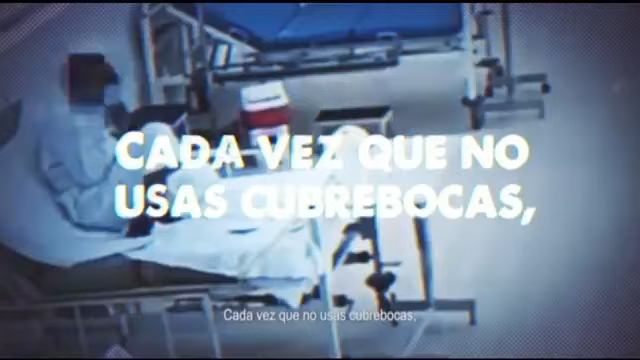 CADA VEZ QUE NO
USAS CUBREBOCAS,
Cada vez que no usas cubrebocas,